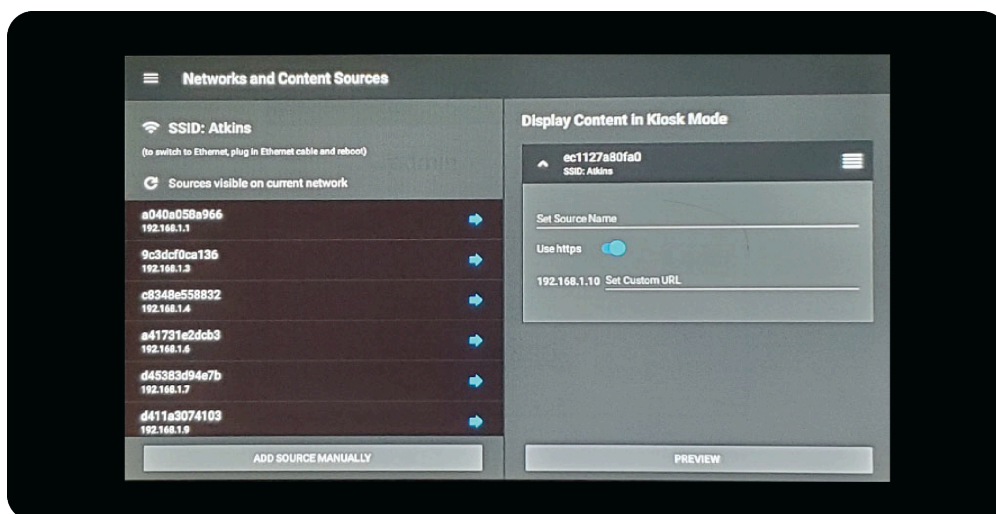 Networks and Content Sources
SSID: Atkins
(to switch to Ethernet, plug in Ethernet cable and reboot)
Sources visible on current network
a040a058a966
192.168.1.1
9c3dcf0ca136
192.168.1.3
c8348e558832
192.168.1.4
a41731e2dcb3
192.168.1.6
d45383d94e7b
192.168.1.7
d411a3074103
192.168.1.9
ADD SOURCE MANUALLY
Display Content in Kiosk Mode
ec1127a80fa0
SSID: Atkins
Set Source Name
Use https
192.168.1.10 Set Custom URL
PREVIEW